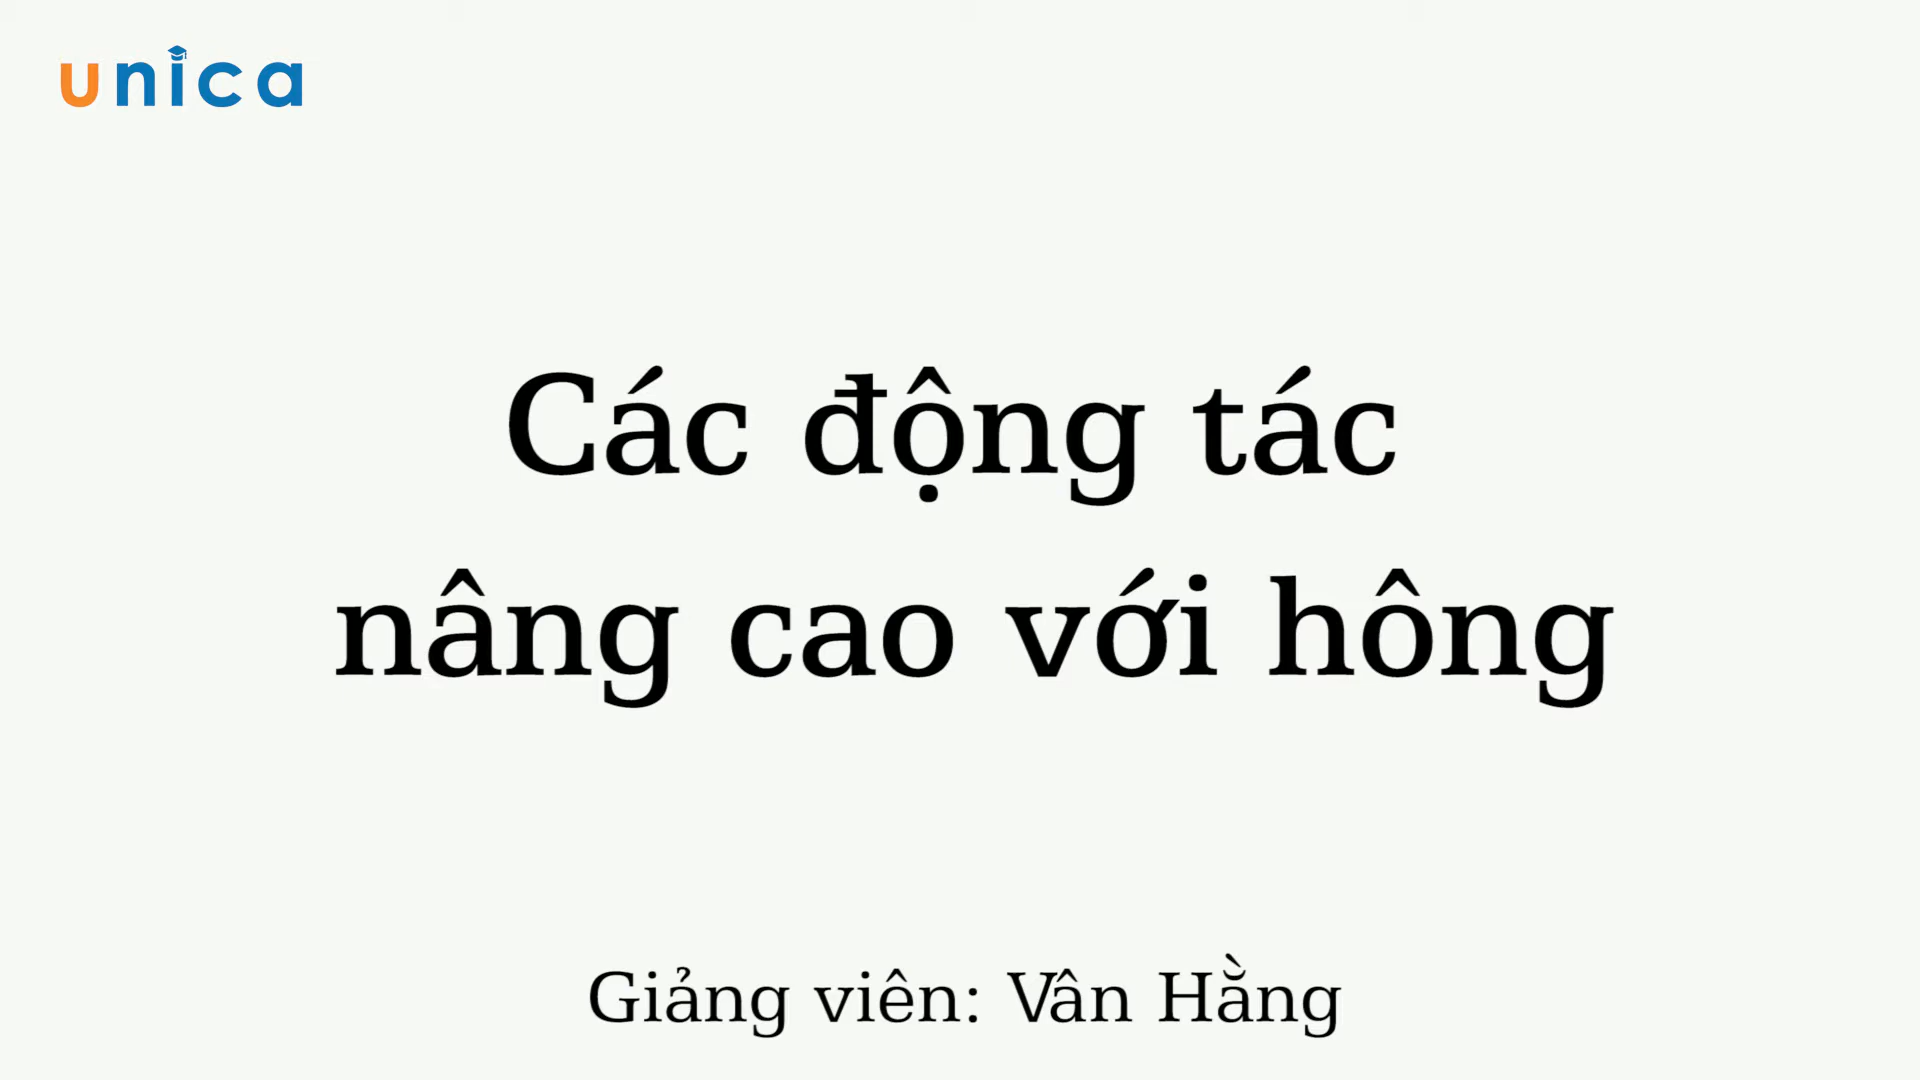 unica
Các động tác
nâng cao với hông
Giảng viên: Vân Hằng